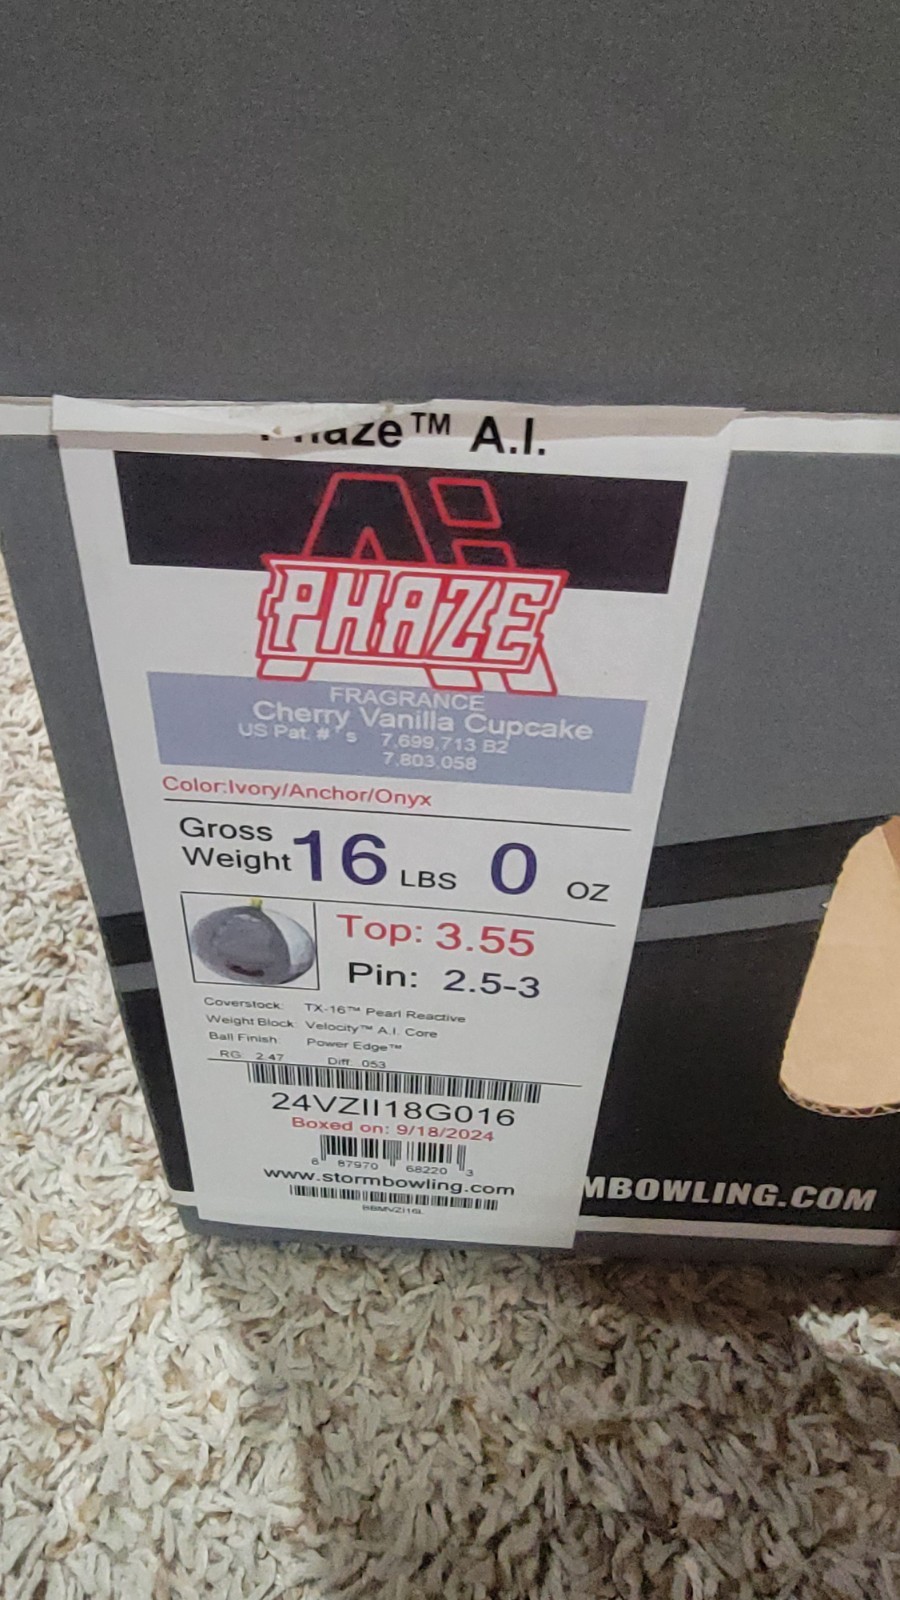 Phaze™ A.I.
Ai
PHAZE
FRAGRANCE
Cherry Vanilla Cupcake
US Pat. #'s 7,699,713 B2
7,803,058
Color:Ivory/Anchor/Onyx
Gross Weight 16 LBS 0 OZ
Top: 3.55
Pin: 2.5-3
Coverstock: TX-16™ Pearl Reactive
Weight Block: Velocity™ A.I. Core
Ball Finish: Power Edge™
RG: 2.47 Diff: .053
24VZII18G016
Boxed on: 9/18/2024
6 87970 68220 3
www.stormbowling.com
MBOWLING.COM